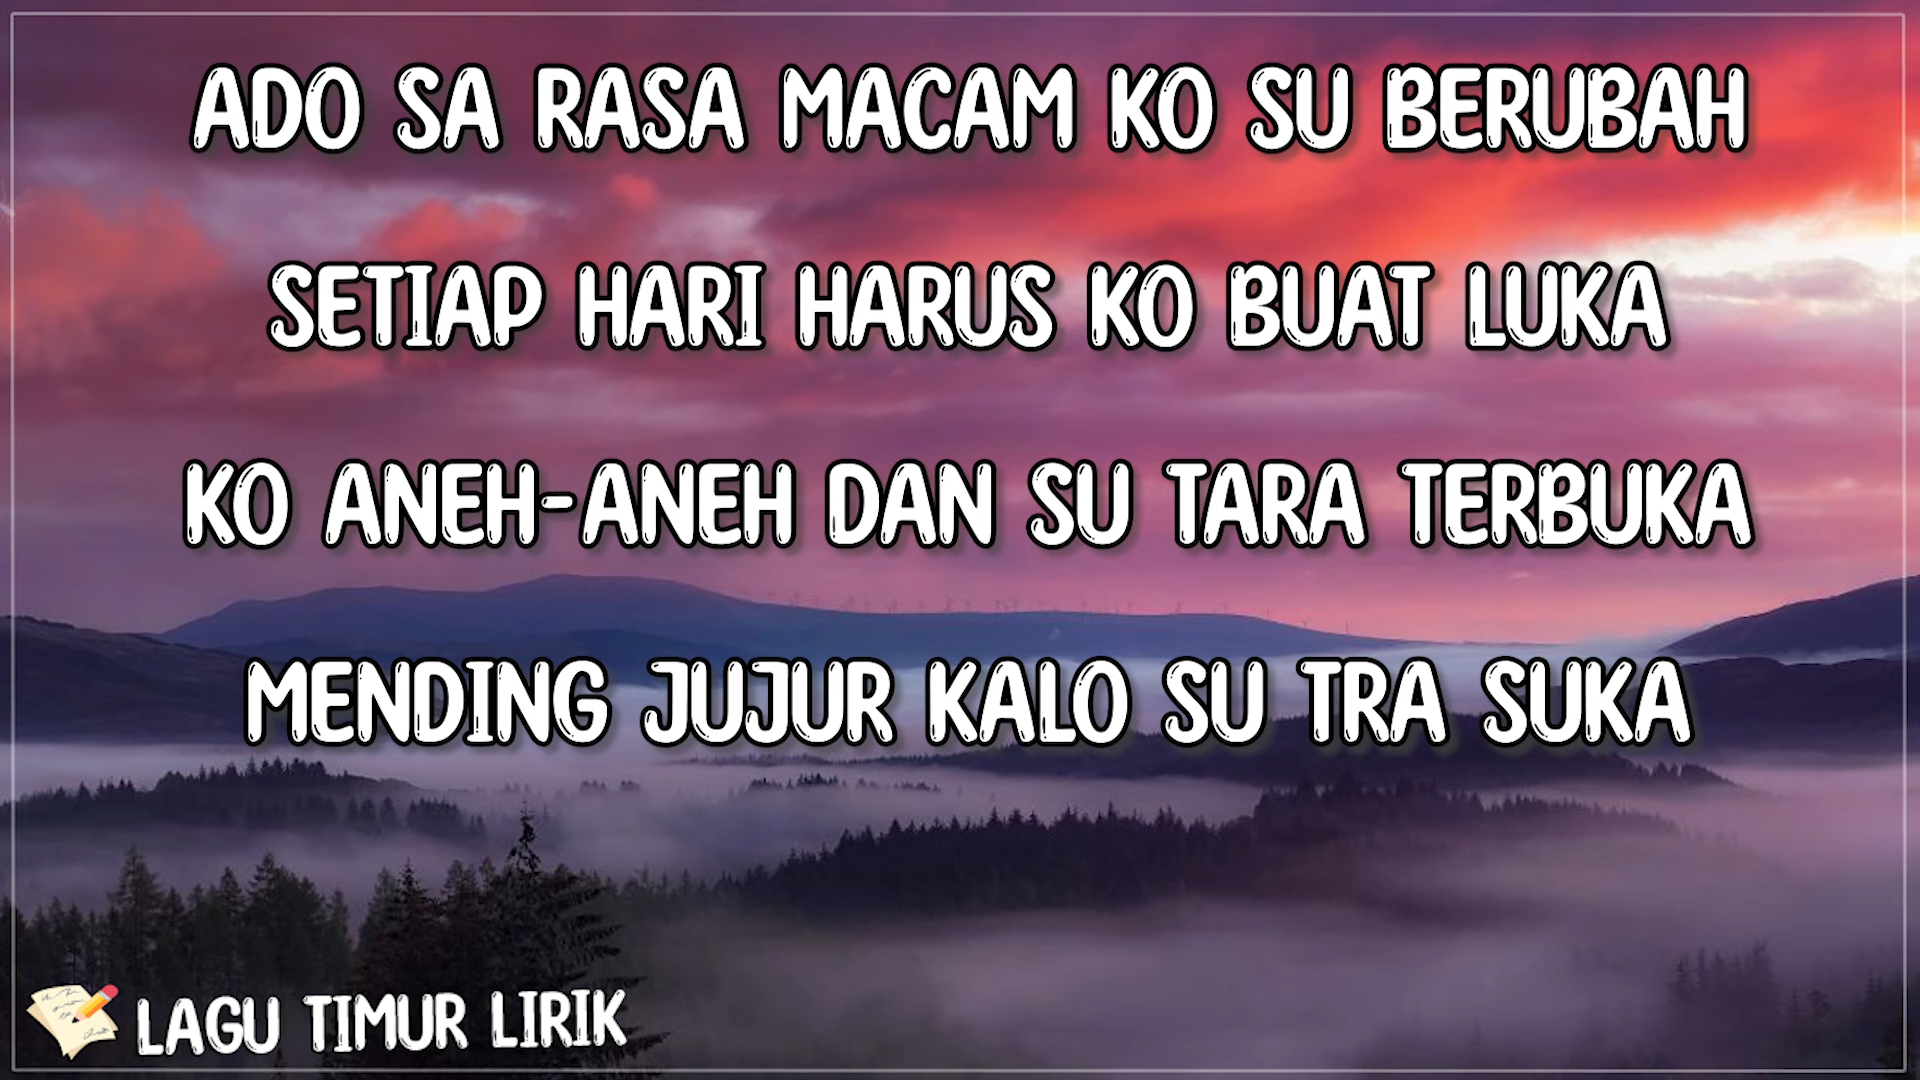 ADO SA RASA MACAM KO SU BERUBAH
SETIAP HARI HARUS KO BUAT LUKA
KO ANEH-ANEH DAN SU TARA TERBUKA
MENDING JUJUR KALO SU TRA SUKA
LAGU TIMUR LIRIK